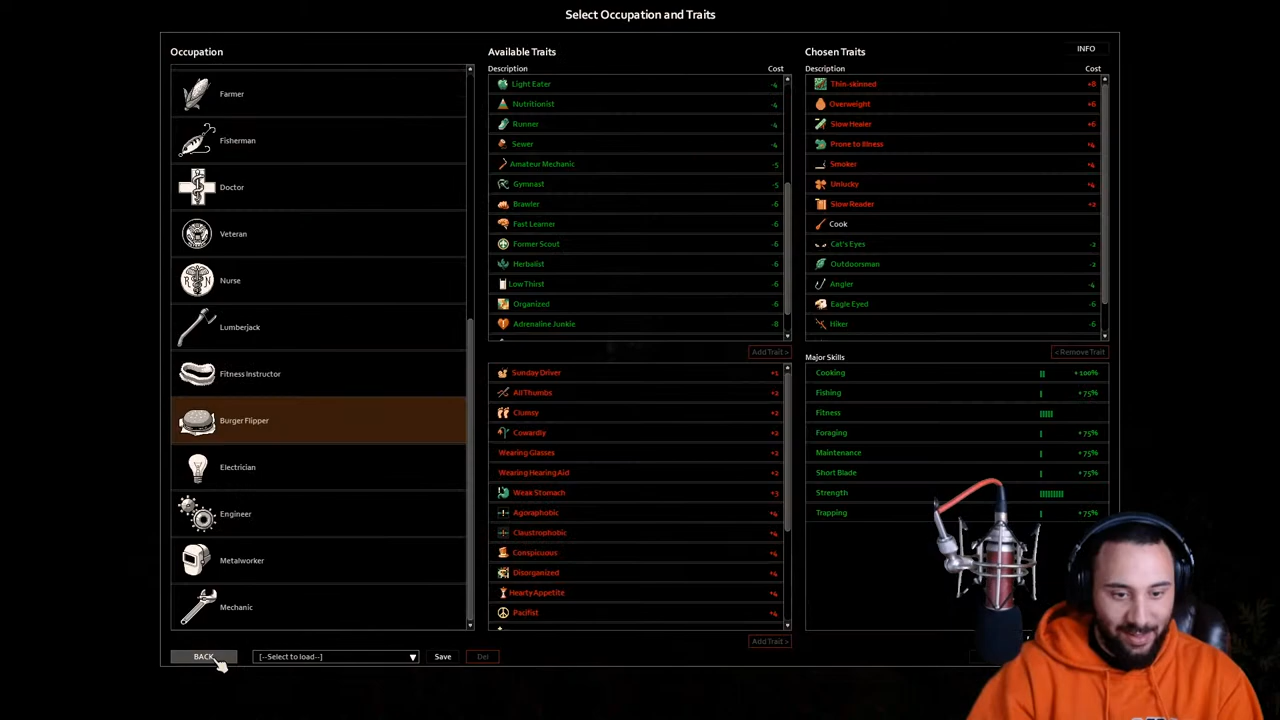 Select Occupation and Traits
Occupation
Farmer
Fisherman
Doctor
Veteran
Nurse
Lumberjack
Fitness Instructor
Burger Flipper
Electrician
Engineer
Metalworker
Mechanic
BACK
[--Select to load--]
Save
Del
Available Traits
Description Cost
Light Eater -4
Nutritionist -4
Runner -4
Sewer -4
Amateur Mechanic -5
Gymnast -5
Brawler -6
Fast Learner -6
Former Scout -6
Herbalist -6
Low Thirst -6
Organized -6
Adrenaline Junkie -8
Add Trait >
Sunday Driver +1
All Thumbs +2
Clumsy +2
Cowardly +2
Wearing Glasses +2
Wearing Hearing Aid +2
Weak Stomach +3
Agoraphobic +4
Claustrophobic +4
Conspicuous +4
Disorganized +4
Hearty Appetite +4
Pacifist +4
Add Trait >
Chosen Traits
INFO
Description Cost
Thin-skinned +8
Overweight +6
Slow Healer +6
Prone to Illness +4
Smoker +4
Unlucky +4
Slow Reader +2
Cook
Cat's Eyes -2
Outdoorsman -2
Angler -4
Eagle Eyed -6
Hiker -6
< Remove Trait
Major Skills
Cooking +100%
Fishing +75%
Fitness
Foraging +75%
Maintenance +75%
Short Blade +75%
Strength
Trapping +75%